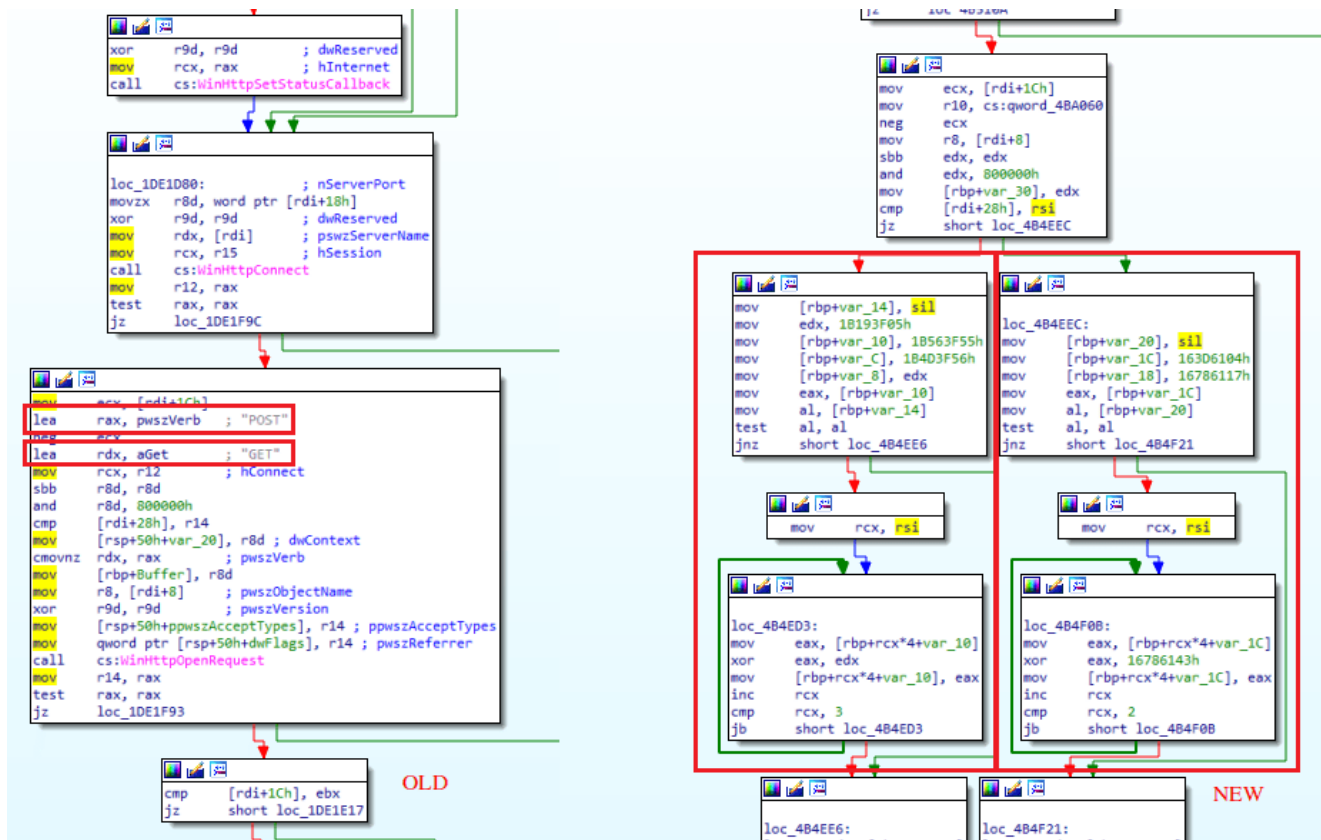 xor r9d, r9d ; dwReserved
mov rcx, rax ; hInternet
call cs:WinHttpSetStatusCallback
loc_1DE1D80: ; nServerPort
movzx r8d, word ptr [rdi+18h]
xor r9d, r9d ; dwReserved
mov rdx, [rdi] ; pswzServerName
mov rcx, r15 ; hSession
call cs:WinHttpConnect
mov r12, rax
test rax, rax
jz loc_1DE1F9C
mov ecx, [rdi+1Ch]
lea rax, pwszVerb ; "POST"
neg ecx
lea rdx, aGet ; "GET"
mov rcx, r12 ; hConnect
sbb r8d, r8d
and r8d, 800000h
cmp [rdi+28h], r14
mov [rsp+50h+var_20], r8d ; dwContext
cmovnz rdx, rax ; pwszVerb
mov [rbp+Buffer], r8d
mov r8, [rdi+8] ; pwszObjectName
xor r9d, r9d ; pwszVersion
mov [rsp+50h+ppwszAcceptTypes], r14 ; ppwszAcceptTypes
mov qword ptr [rsp+50h+dwFlags], r14 ; pwszReferrer
call cs:WinHttpOpenRequest
mov r14, rax
test rax, rax
jz loc_1DE1F93
cmp [rdi+1Ch], ebx
jz short loc_1DE1E17
OLD
jz loc_4B510A
mov ecx, [rdi+1Ch]
mov r10, cs:qword_4BA060
neg ecx
mov r8, [rdi+8]
sbb edx, edx
and edx, 800000h
mov [rbp+var_30], edx
cmp [rdi+28h], rsi
jz short loc_4B4EEC
mov [rbp+var_14], sil
mov edx, 1B193F05h
mov [rbp+var_10], 1B563F55h
mov [rbp+var_C], 1B4D3F56h
mov [rbp+var_8], edx
mov eax, [rbp+var_10]
mov al, [rbp+var_14]
test al, al
jnz short loc_4B4EE6
mov rcx, rsi
loc_4B4ED3:
mov eax, [rbp+rcx*4+var_10]
xor eax, edx
mov [rbp+rcx*4+var_10], eax
inc rcx
cmp rcx, 3
jb short loc_4B4ED3
loc_4B4EE6:
loc_4B4EEC:
mov [rbp+var_20], sil
mov [rbp+var_1C], 163D6104h
mov [rbp+var_18], 16786117h
mov eax, [rbp+var_1C]
mov al, [rbp+var_20]
test al, al
jnz short loc_4B4F21
mov rcx, rsi
loc_4B4F0B:
mov eax, [rbp+rcx*4+var_1C]
xor eax, 16786143h
mov [rbp+rcx*4+var_1C], eax
inc rcx
cmp rcx, 2
jb short loc_4B4F0B
loc_4B4F21:
NEW